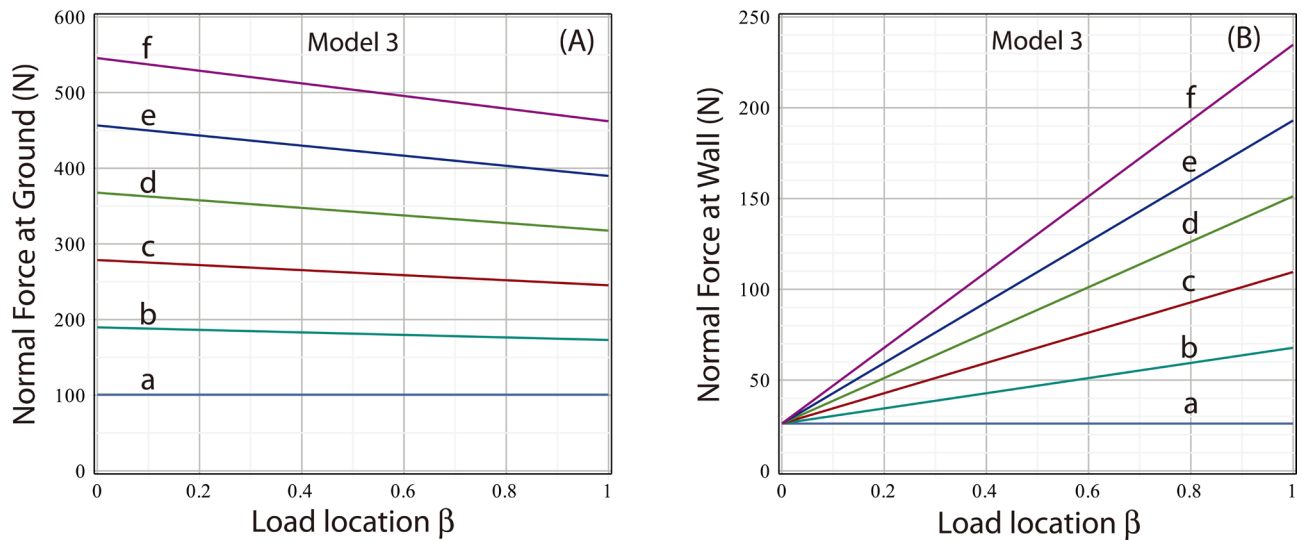 Model 3
(A)
Normal Force at Ground (N)
600
500
400
300
200
100
0
f
e
d
c
b
a
0
0.2
0.4
0.6
0.8
1
Load location β
Model 3
(B)
Normal Force at Wall (N)
250
200
150
100
50
0
f
e
d
c
b
a
0
0.2
0.4
0.6
0.8
1
Load location β